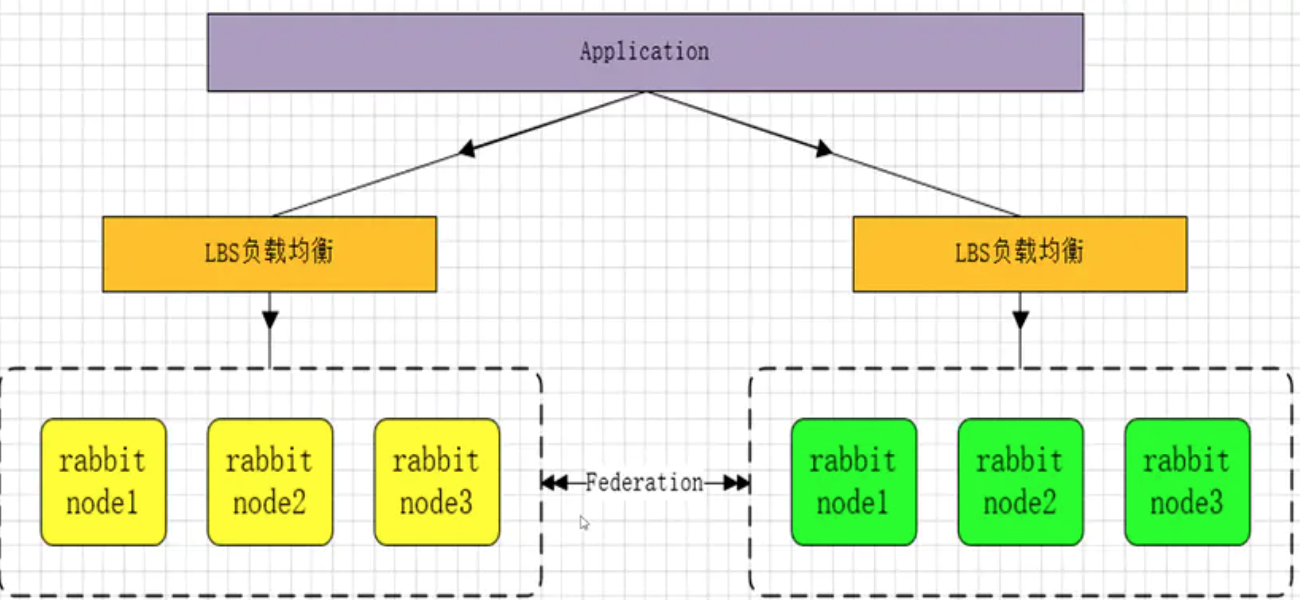 Application
LBS负载均衡
LBS负载均衡
rabbit
node1
rabbit
node2
rabbit
node3
Federation
rabbit
node1
rabbit
node2
rabbit
node3